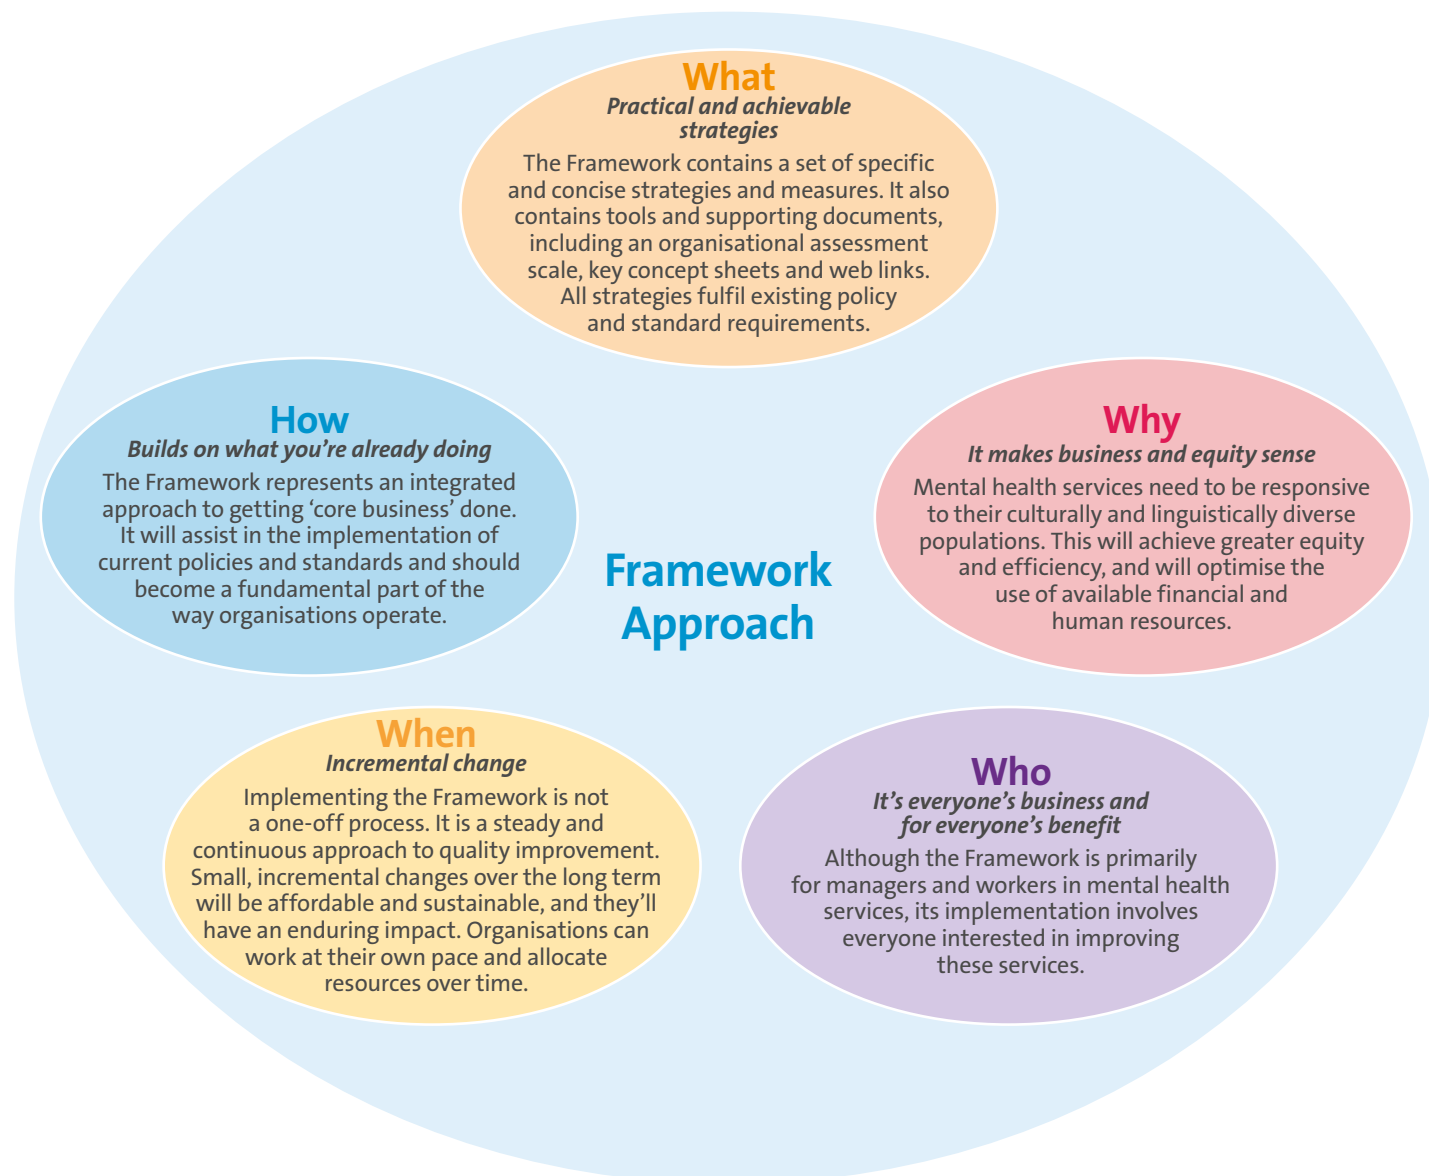 What
Practical and achievable
strategies
The Framework contains a set of specific
and concise strategies and measures. It also
contains tools and supporting documents,
including an organisational assessment
scale, key concept sheets and web links.
All strategies fulfil existing policy
and standard requirements.
How
Builds on what you’re already doing
The Framework represents an integrated
approach to getting ‘core business’ done.
It will assist in the implementation of
current policies and standards and should
become a fundamental part of the
way organisations operate.
Why
It makes business and equity sense
Mental health services need to be responsive
to their culturally and linguistically diverse
populations. This will achieve greater equity
and efficiency, and will optimise the
use of available financial and
human resources.
Framework
Approach
When
Incremental change
Implementing the Framework is not
a one-off process. It is a steady and
continuous approach to quality improvement.
Small, incremental changes over the long term
will be affordable and sustainable, and they’ll
have an enduring impact. Organisations can
work at their own pace and allocate
resources over time.
Who
It’s everyone’s business and
for everyone’s benefit
Although the Framework is primarily
for managers and workers in mental health
services, its implementation involves
everyone interested in improving
these services.